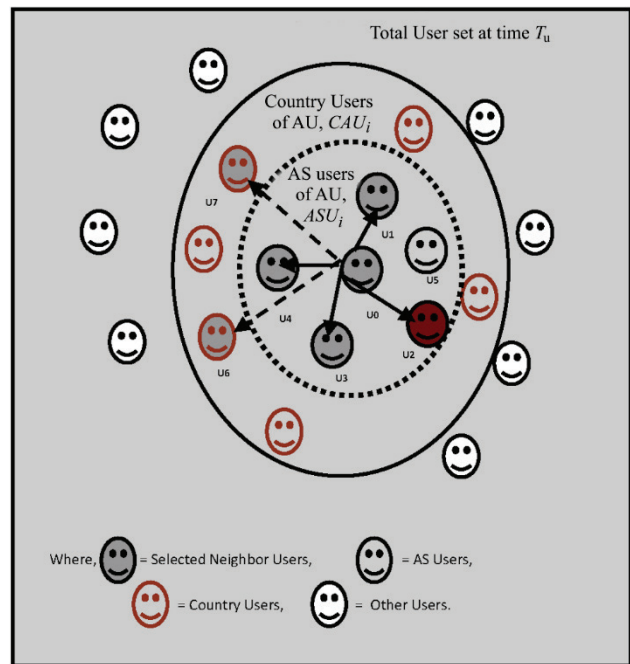 Total User set at time Tu
Country Users
of AU, CAUi
AS users
of AU,
ASUi
U7
U1
U5
U4
U0
U2
U6
U3
Where, = Selected Neighbor Users, = AS Users,
= Country Users, = Other Users.